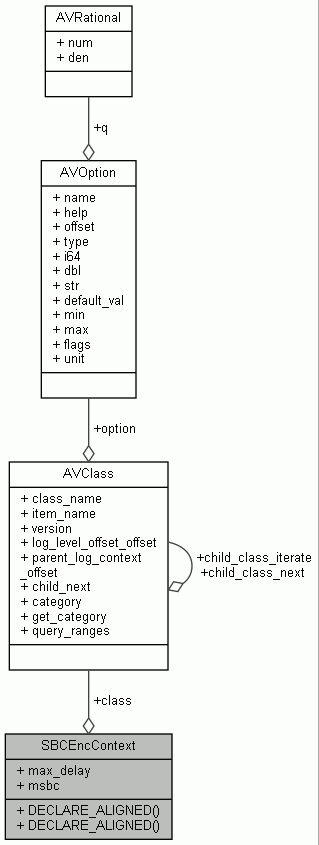 AVRational
+ num
+ den
+q
AVOption
+ name
+ help
+ offset
+ type
+ i64
+ dbl
+ str
+ default_val
+ min
+ max
+ flags
+ unit
+option
AVClass
+ class_name
+ item_name
+ version
+ log_level_offset_offset
+ parent_log_context
_offset
+ child_next
+ category
+ get_category
+ query_ranges
+child_class_iterate
+child_class_next
+class
SBCEncContext
+ max_delay
+ msbc
+ DECLARE_ALIGNED()
+ DECLARE_ALIGNED()